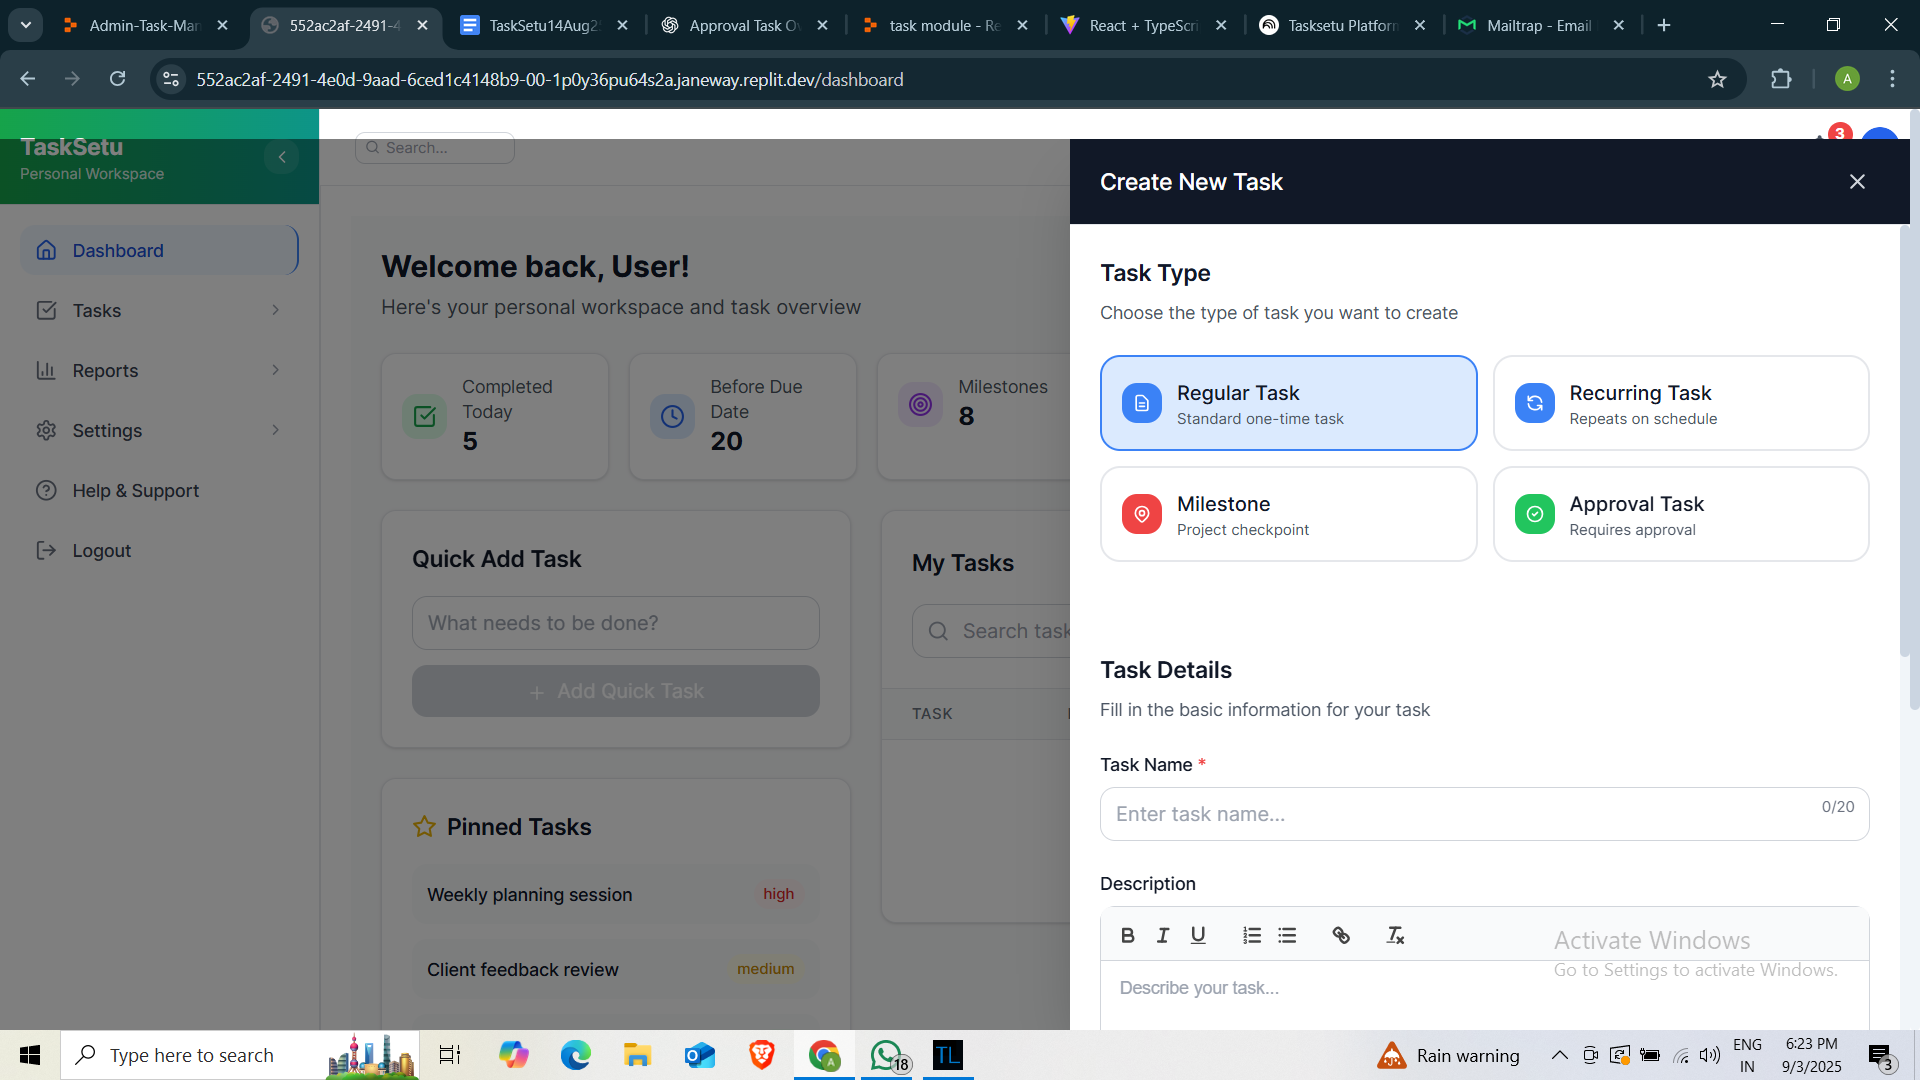 Admin-Task-Man
552ac2af-2491-4
TaskSetu14Aug2
Approval Task Ov
task module - Re
React + TypeScri
Tasksetu Platform
Mailtrap - Email
552ac2af-2491-4e0d-9aad-6ced1c4148b9-00-1p0y36pu64s2a.janeway.replit.dev/dashboard
A
TaskSetu
Personal Workspace
Search...
3
Create New Task
Dashboard
Tasks
Reports
Settings
Help & Support
Logout
Welcome back, User!
Here's your personal workspace and task overview
Completed
Today
5
Before Due
Date
20
Milestones
8
Quick Add Task
What needs to be done?
+ Add Quick Task
My Tasks
Search task
TASK
Pinned Tasks
Weekly planning session
high
Client feedback review
medium
Task Type
Choose the type of task you want to create
Regular Task
Standard one-time task
Recurring Task
Repeats on schedule
Milestone
Project checkpoint
Approval Task
Requires approval
Task Details
Fill in the basic information for your task
Task Name *
Enter task name...
0/20
Description
B I U
Describe your task...
Activate Windows
Go to Settings to activate Windows.
Type here to search
A
18
TL
Rain warning
ENG
IN
6:23 PM
9/3/2025
3